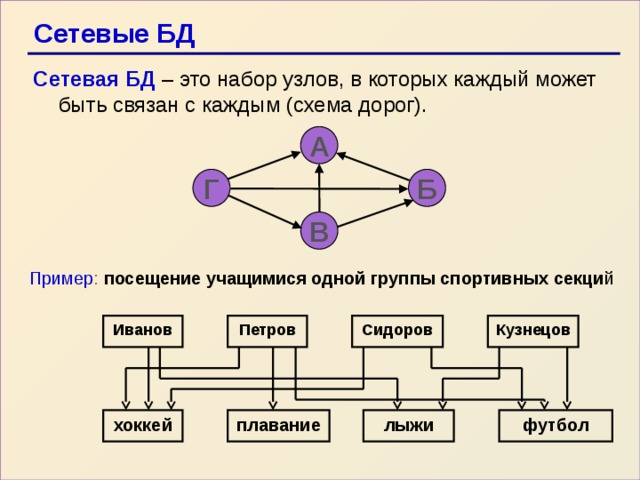 Сетевые БД
Сетевая БД – это набор узлов, в которых каждый может
быть связан с каждым (схема дорог).
А
Г
Б
В
Пример: посещение учащимися одной группы спортивных секций
Иванов Петров Сидоров Кузнецов
хоккей плавание лыжи футбол